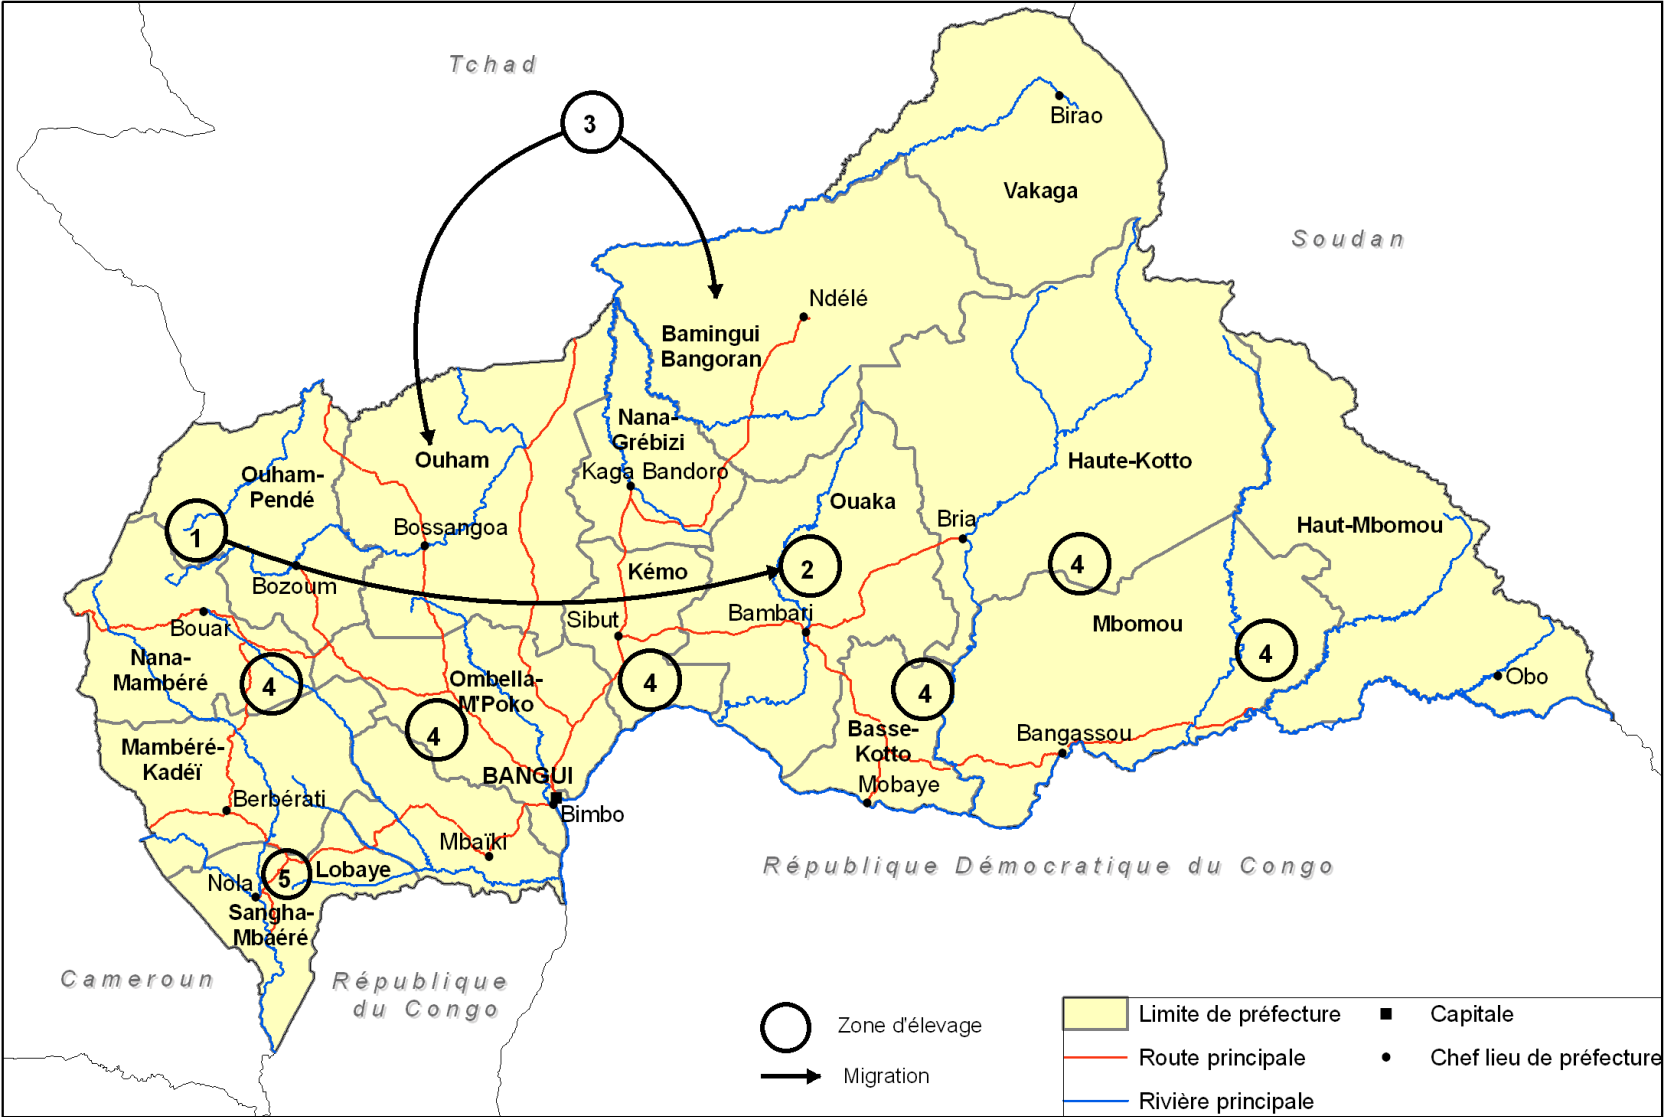 Tchad
3
Birao
Vakaga
Soudan
Ndélé
Bamingui
Bangoran
Nana-
Grébizi
Kaga Bandoro
Ouham
Ouham-
Pendé
Ouaka
Haute-Kotto
Haut-Mbomou
Bria
Bossangoa
1
2
4
Kémo
Bozoum
Sibut
Bambari
Mbomou
Bouar
Nana-
Mambéré
4
4
4
4
Ombella-
M'Poko
4
Obo
Basse-
Kotto
Bangassou
Mambéré-
Kadéï
BANGUI
Mobaye
Berbérati
Bimbo
Mbaïki
République Démocratique du Congo
5
Lobaye
Nola
Sangha-
Mbaéré
Cameroun
République
du Congo
Zone d'élevage
Migration
Limite de préfecture
Capitale
Route principale
Chef lieu de préfecture
Rivière principale